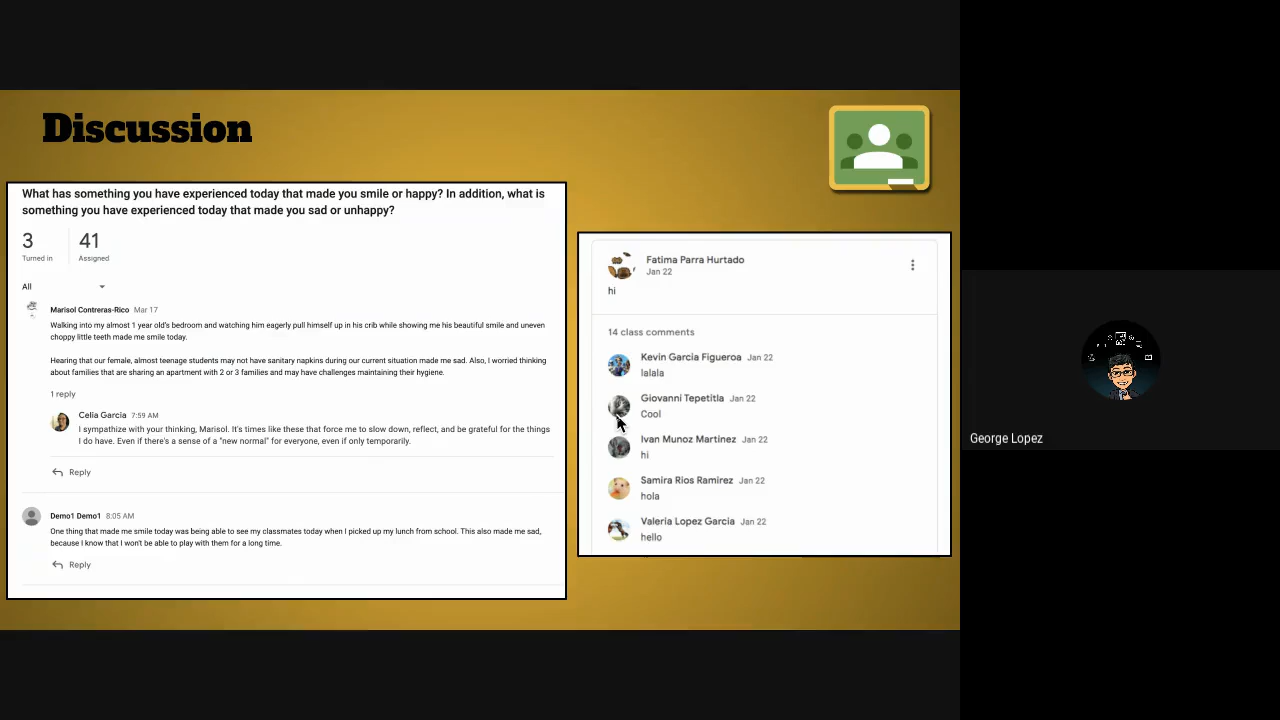 Discussion
What has something you have experienced today that made you smile or happy? In addition, what is
something you have experienced today that made you sad or unhappy?
3
Turned in
41
Assigned
All
Marisol Contreras-Rico Mar 17
Walking into my almost 1 year old's bedroom and watching him eagerly pull himself up in his crib while showing me his beautiful smile and uneven
choppy little teeth made me smile today.
Hearing that our female, almost teenage students may not have sanitary napkins during our current situation made me sad. Also, I worried thinking
about families that are sharing an apartment with 2 or 3 families and may have challenges maintaining their hygiene.
1 reply
Celia Garcia 7:59 AM
I sympathize with your thinking, Marisol. It's times like these that force me to slow down, reflect, and be grateful for the things
I do have. Even if there's a sense of a "new normal" for everyone, even if only temporarily.
Reply
Demo1 Demo1 8:05 AM
One thing that made me smile today was being able to see my classmates today when I picked up my lunch from school. This also made me sad,
because I know that I won't be able to play with them for a long time.
Reply
Fatima Parra Hurtado
Jan 22
hi
14 class comments
Kevin Garcia Figueroa Jan 22
lalala
Giovanni Tepetitla Jan 22
Cool
Ivan Munoz Martinez Jan 22
hi
Samira Rios Ramirez Jan 22
hola
Valeria Lopez Garcia Jan 22
hello
George Lopez